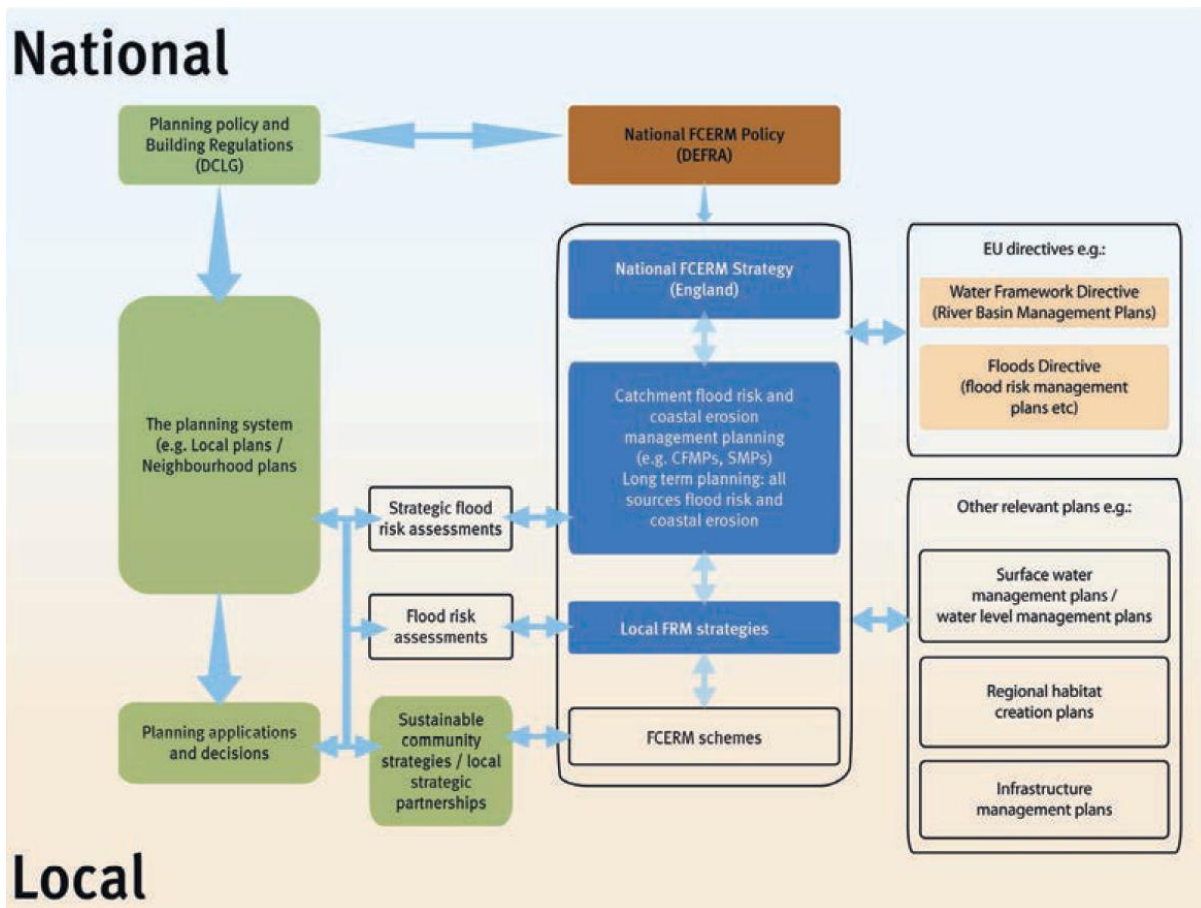 National
Planning policy and
Building Regulations
(DCLG)
National FCERM Policy
(DEFRA)
National FCERM Strategy
(England)
EU directives e.g.:
Water Framework Directive
(River Basin Management Plans)
Floods Directive
(flood risk management
plans etc)
The planning system
(e.g. Local plans /
Neighbourhood plans
Catchment flood risk and
coastal erosion
management planning
(e.g. CFMPs, SMPs)
Long term planning: all
sources flood risk and
coastal erosion
Strategic flood
risk assessments
Other relevant plans e.g.:
Surface water
management plans /
water level management plans
Flood risk
assessments
Local FRM strategies
Regional habitat
creation plans
Planning applications
and decisions
Sustainable
community
strategies / local
strategic
partnerships
FCERM schemes
Infrastructure
management plans
Local